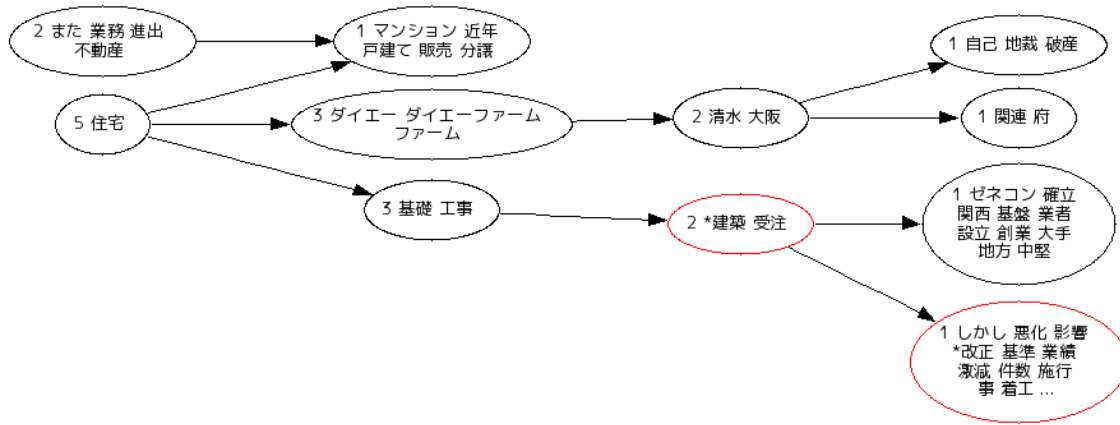 2 また 業務 進出
不動産
1 マンション 近年
戸建て 販売 分譲
5 住宅
3 ダイエー ダイエーファーム
ファーム
2 清水 大阪
1 自己 地裁 破産
1 関連 府
3 基礎 工事
2 *建築 受注
1 ゼネコン 確立
関西 基盤 業者
設立 創業 大手
地方 中堅
1 しかし 悪化 影響
*改正 基準 業績
激減 件数 施行
事 着工 ...